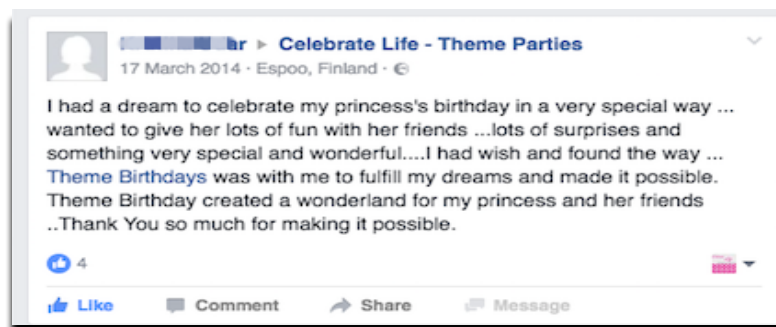 ar ▸ Celebrate Life - Theme Parties
17 March 2014 · Espoo, Finland ·
I had a dream to celebrate my princess's birthday in a very special way ...
wanted to give her lots of fun with her friends ...lots of surprises and
something very special and wonderful....I had wish and found the way ...
Theme Birthdays was with me to fulfill my dreams and made it possible.
Theme Birthday created a wonderland for my princess and her friends
..Thank You so much for making it possible.
4
Like Comment Share Message